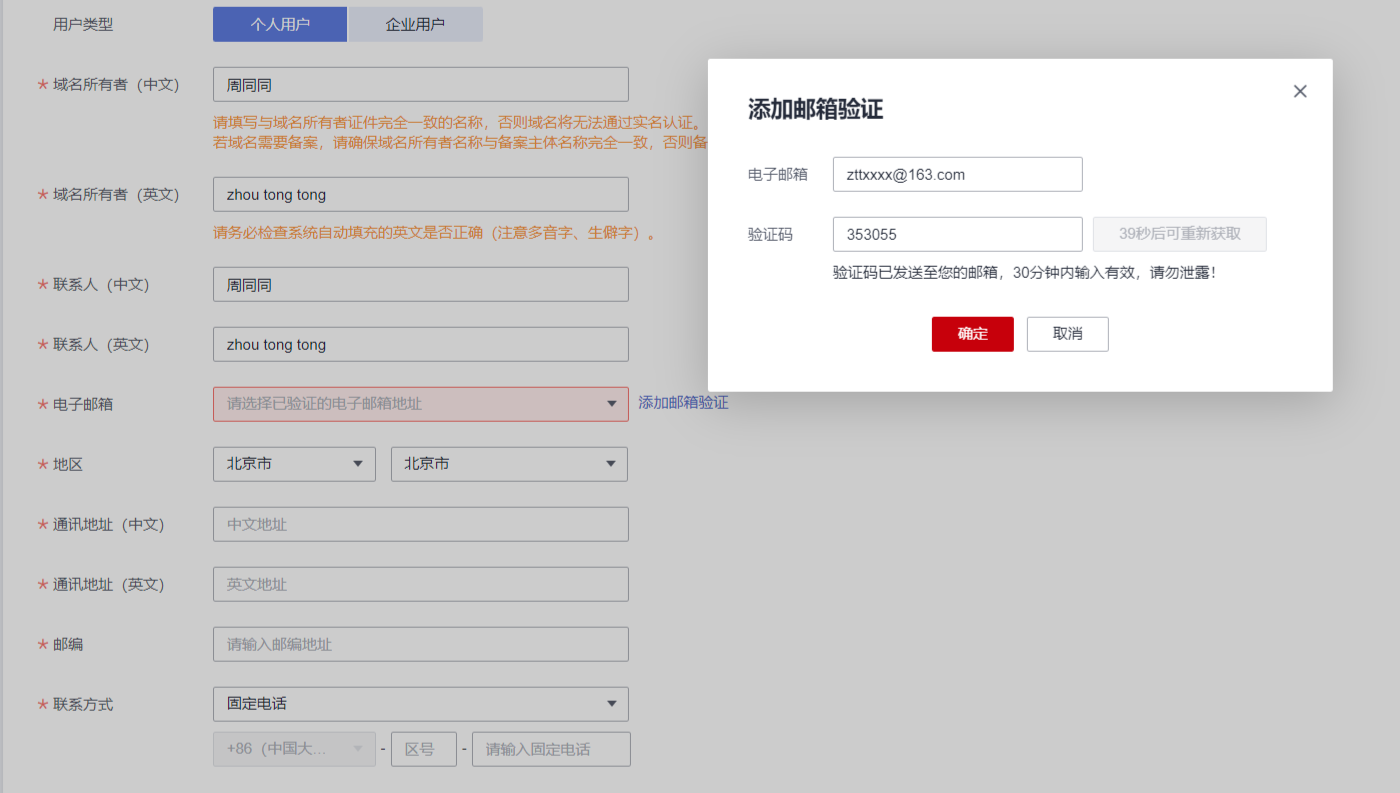 用户类型 个人用户 企业用户
* 域名所有者（中文） 周同同
请填写与域名所有者证件完全一致的名称，否则域名将无法通过实名认证。
若域名需要备案，请确保域名所有者名称与备案主体名称完全一致，否则备
* 域名所有者（英文） zhou tong tong
请务必检查系统自动填充的英文是否正确（注意多音字、生僻字）。
* 联系人（中文） 周同同
* 联系人（英文） zhou tong tong
* 电子邮箱 请选择已验证的电子邮箱地址 添加邮箱验证
* 地区 北京市 北京市
* 通讯地址（中文） 中文地址
* 通讯地址（英文） 英文地址
* 邮编 请输入邮编地址
* 联系方式 固定电话
+86（中国大... - 区号 - 请输入固定电话
添加邮箱验证
电子邮箱 zttxxxx@163.com
验证码 353055 39秒后可重新获取
验证码已发送至您的邮箱，30分钟内输入有效，请勿泄露！
确定 取消